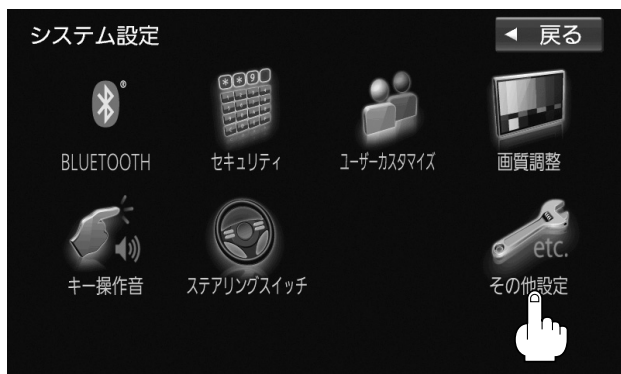 システム設定
◀ 戻る
BLUETOOTH
セキュリティ
ユーザーカスタマイズ
画質調整
キー操作音
ステアリングスイッチ
etc.
その他設定